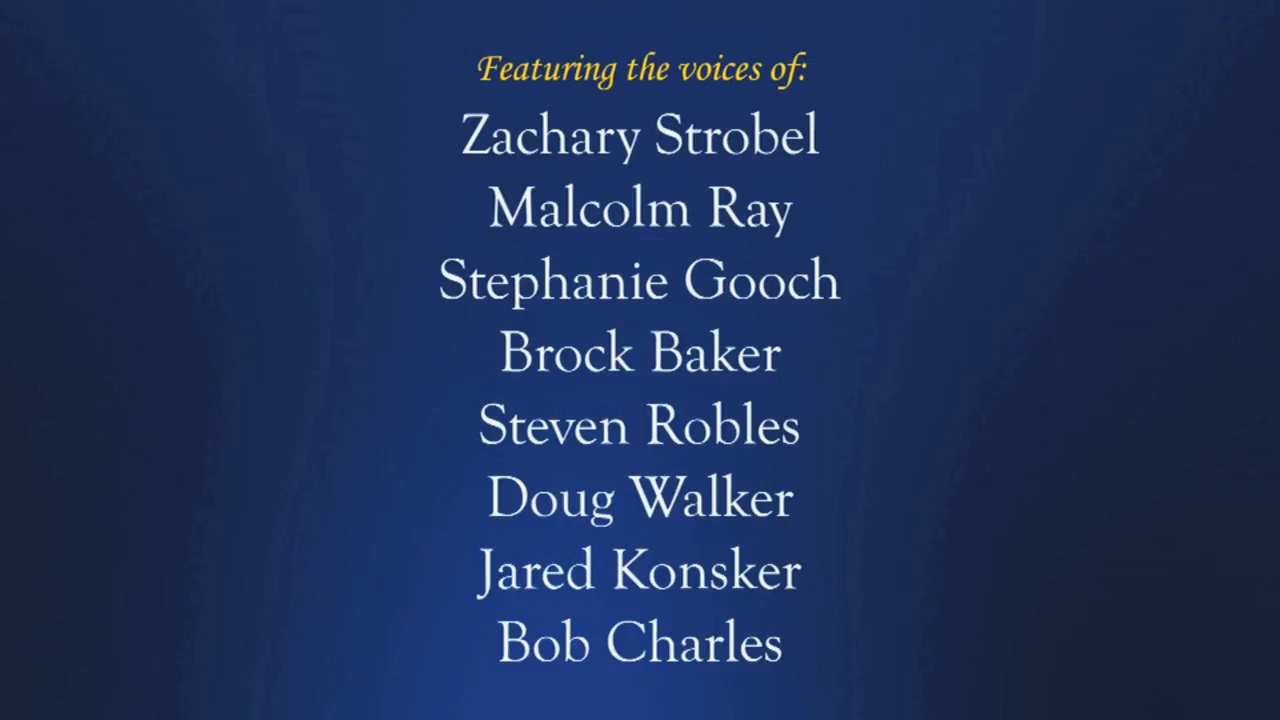 Featuring the voices of:
Zachary Strobel
Malcolm Ray
Stephanie Gooch
Brock Baker
Steven Robles
Doug Walker
Jared Konsker
Bob Charles